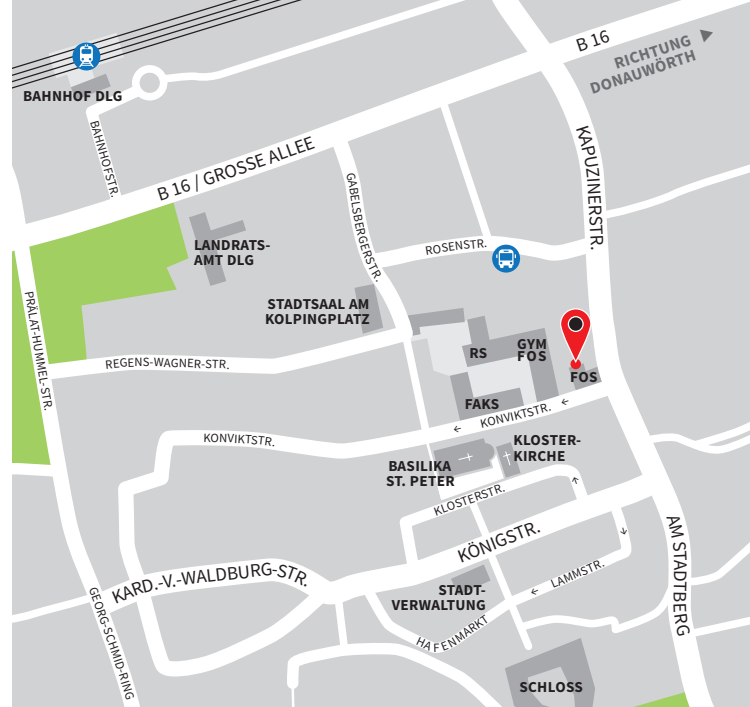 B 16
RICHTUNG
DONAUWÖRTH
BAHNHOF DLG
BAHNHOFSTR.
B 16 / GROSSE ALLEE
KAPUZINERSTR.
GABELSBERGERSTR.
ROSENSTR.
LANDRATS-
AMT DLG
PRÄLAT-HUMMEL-STR.
STADTSAAL AM
KOLPINGPLATZ
RS
GYM
FOS
FOS
REGENS-WAGNER-STR.
FAKS
KONVIKTSTR.
KONVIKTSTR.
KLOSTER-
KIRCHE
BASILIKA
ST. PETER
KLOSTERSTR.
KÖNIGSTR.
AM STADTBERG
KARD.-V.-WALDBURG-STR.
LAMMSTR.
STADT-
VERWALTUNG
HAFENMARKT
GEORG-SCHMID-RING
SCHLOSS